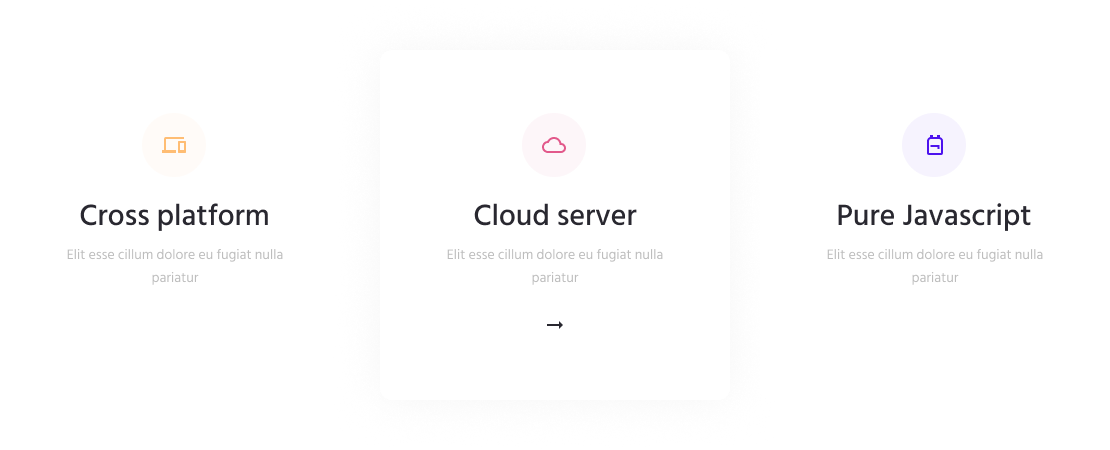 Cross platform
Elit esse cillum dolore eu fugiat nulla
pariatur
Cloud server
Elit esse cillum dolore eu fugiat nulla
pariatur
Pure Javascript
Elit esse cillum dolore eu fugiat nulla
pariatur